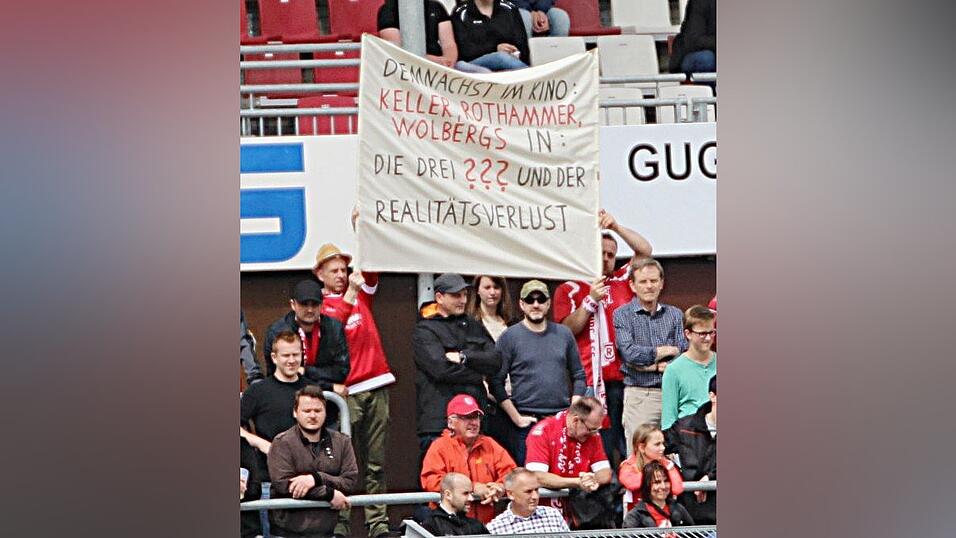 DEMNÄCHST IM KINO:
KELLER, ROTHAMMER,
WOLBERGS IN:
DIE DREI ??? UND DER
REALITÄTSVERLUST
GUG